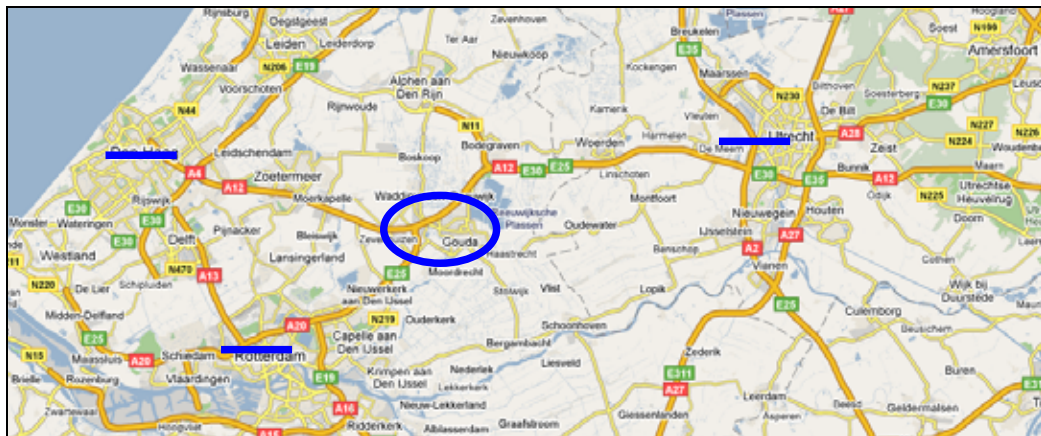 Rijnsburg
Oegstgeest
Leiden
Leiderdorp
Ter Aar
Zevenhoven
Nieuwkoop
Plassen
A27
Breukelen
E35
Soest
N199
Hoogland
Amersfoort
Wassenaar
N206
E19
Voorschoten
Alphen aan
Den Rijn
Rijnwoude
Kockengen
Maarssen
Bilthoven
Soesterberg
N237
E30
Leusden
N44
N11
Kamerik
Vleuten
N230
De Bilt
N227
N226
Den Haag
Leidschendam
Bodegraven
Boskoop
Woerden
Harmelen
De Meern
Utrecht
A28
Zeist
Woudenberg
A4
A12
Zoetermeer
A12
E30
E25
Linschoten
E30
E35
Bunnik
A12
Maarn
Rijswijk
Moerkapelle
Montfoort
Odijk
N225
Utrechtse
Heuvelrug
Monster
E30
Wateringen
E30
Delft
Pijnacker
Bleiswijk
Zevenhuizen
Gouda
Reeuwijksche
Plassen
Oudewater
Nieuwegein
IJsselstein
Houten
Doorn
E30
Westland
Lansingerland
Haastrecht
Benschop
A2
A27
Vianen
Cothen
N220
De Lier
N470
Schipluiden
A13
E25
Moordrecht
Stolwijk
Vlist
Lopik
E25
Wijk bij
Duurstede
Midden-Delfland
Nieuwerkerk
aan Den IJssel
N219
Ouderkerk
Schoonhoven
Culemborg
Beusichem
E25
A20
Capelle aan
Den IJssel
Bergambacht
N15
Maassluis
A20
Schiedam
Rotterdam
Zederik
Buren
Brielle
Rozenburg
Vlaardingen
E19
Krimpen aan
Den IJssel
Nederlek
Lekkerkerk
Liesveld
E311
A27
Leerdam
E31
Zwartewaal
Hoogvliet
A15
A16
Ridderkerk
Nieuw-Lekkerland
Alblasserdam
Graafstroom
Giessenlanden
Asperen
Beesd
Geldermalsen